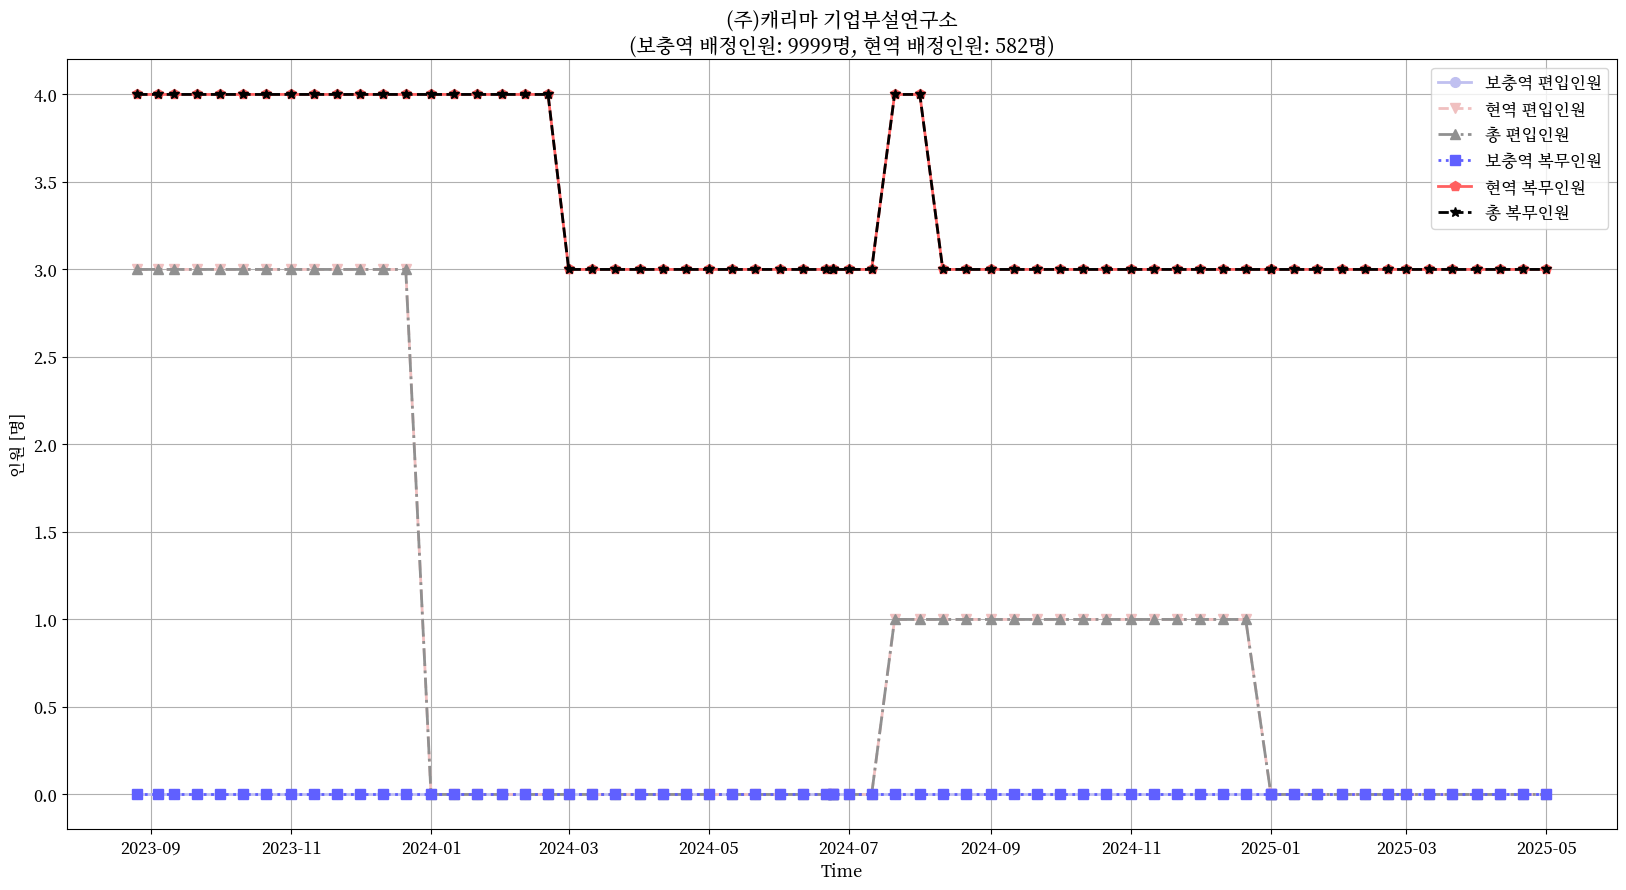 (주)캐리마 기업부설연구소
(보충역 배정인원: 9999명, 현역 배정인원: 582명)
보충역 편입인원
현역 편입인원
총 편입인원
보충역 복무인원
현역 복무인원
총 복무인원
인원 [명]
4.0
3.5
3.0
2.5
2.0
1.5
1.0
0.5
0.0
2023-09 2023-11 2024-01 2024-03 2024-05 2024-07 2024-09 2024-11 2025-01 2025-03 2025-05
Time